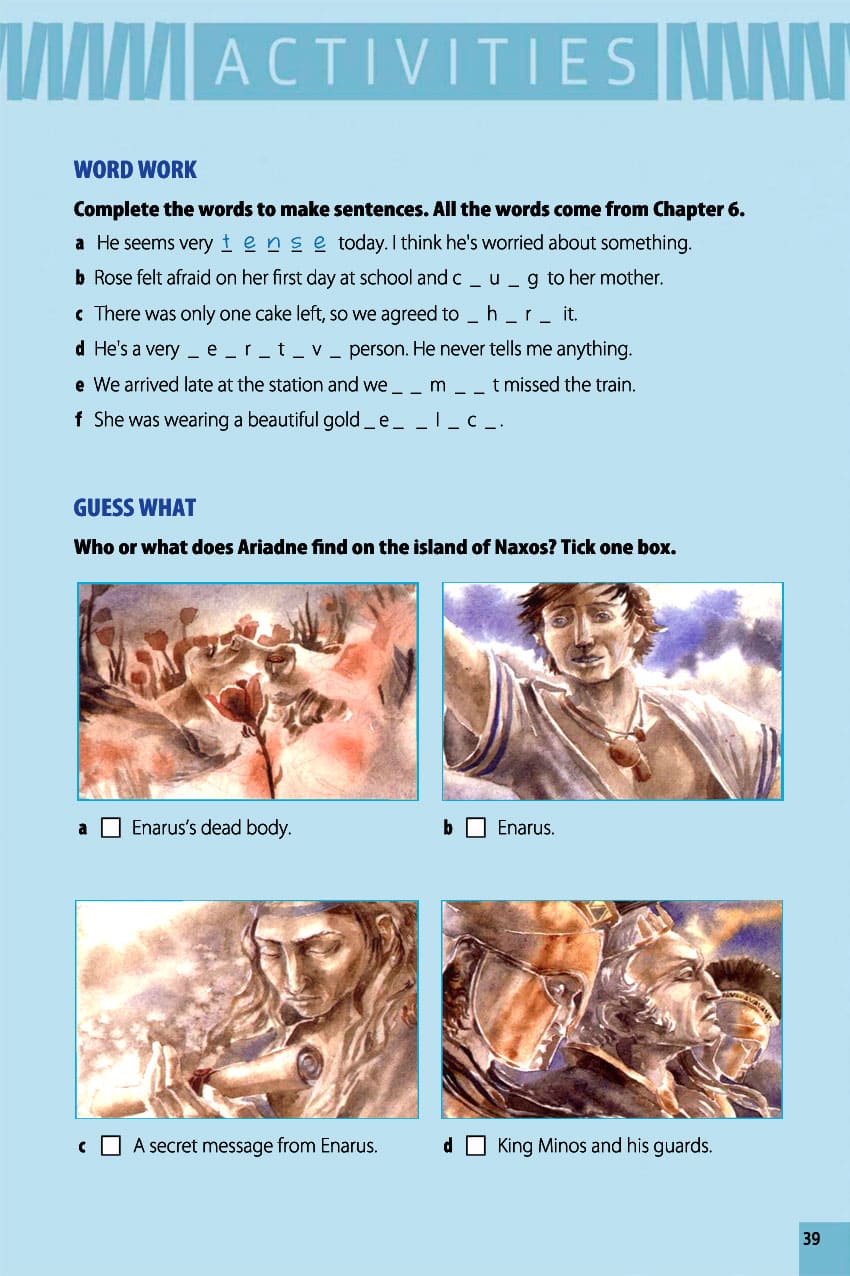 ACTIVITIES
WORD WORK
Complete the words to make sentences. All the words come from Chapter 6.
a He seems very t e n s e today. I think he's worried about something.
b Rose felt afraid on her first day at school and c _ u _ g to her mother.
c There was only one cake left, so we agreed to _ h _ r _ it.
d He's a very _ e _ r _ t _ v _ person. He never tells me anything.
e We arrived late at the station and we _ _ m _ _ t missed the train.
f She was wearing a beautiful gold _ e _ _ l _ c _ .
GUESS WHAT
Who or what does Ariadne find on the island of Naxos? Tick one box.
a Enarus's dead body.
b Enarus.
c A secret message from Enarus.
d King Minos and his guards.
39